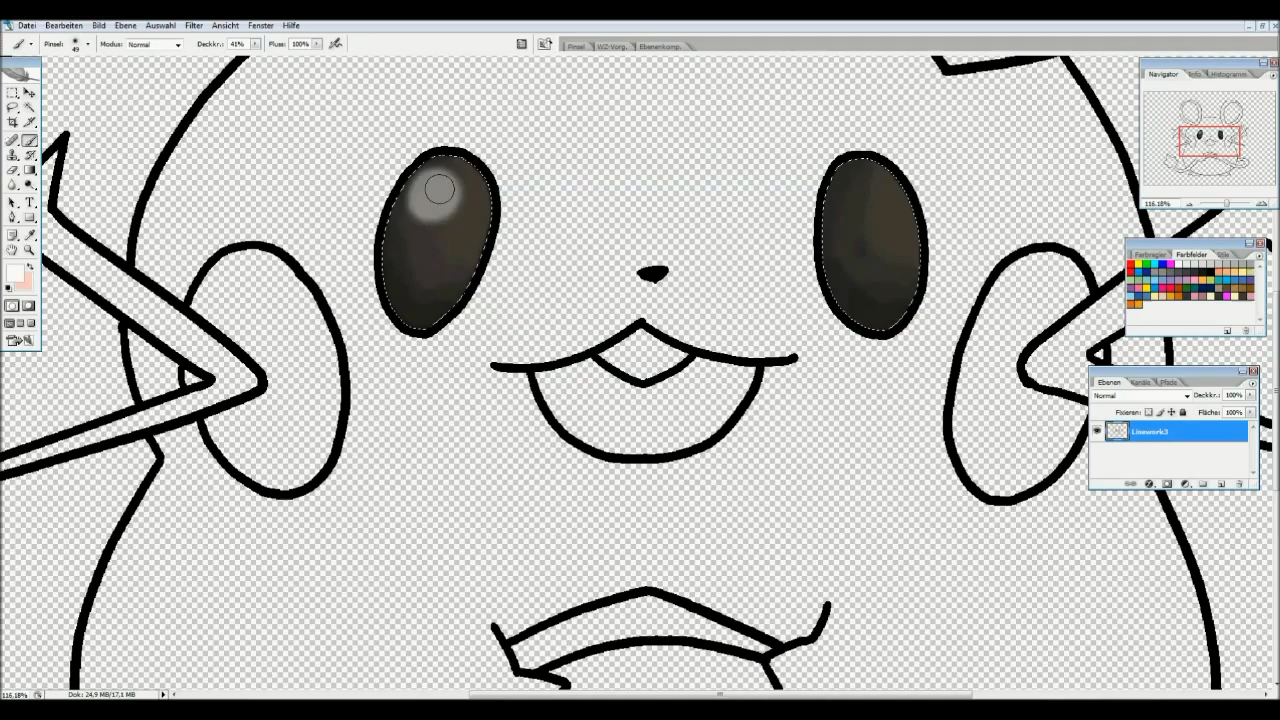 Datei Bearbeiten Bild Ebene Auswahl Filter Ansicht Fenster Hilfe
Pinsel: 49 Modus: Normal Deckkr.: 41% Fluss: 100% Pinsel WZ-Vorg. Ebenenkomp.
Navigator Info Histogramm
116,18%
Farbregler Farbfelder Stile
Ebenen Kanäle Pfade
Normal Deckkr.: 100%
Fixieren: Fläche: 100%
Linework3
116,18% Dok: 24,9 MB/17,1 MB